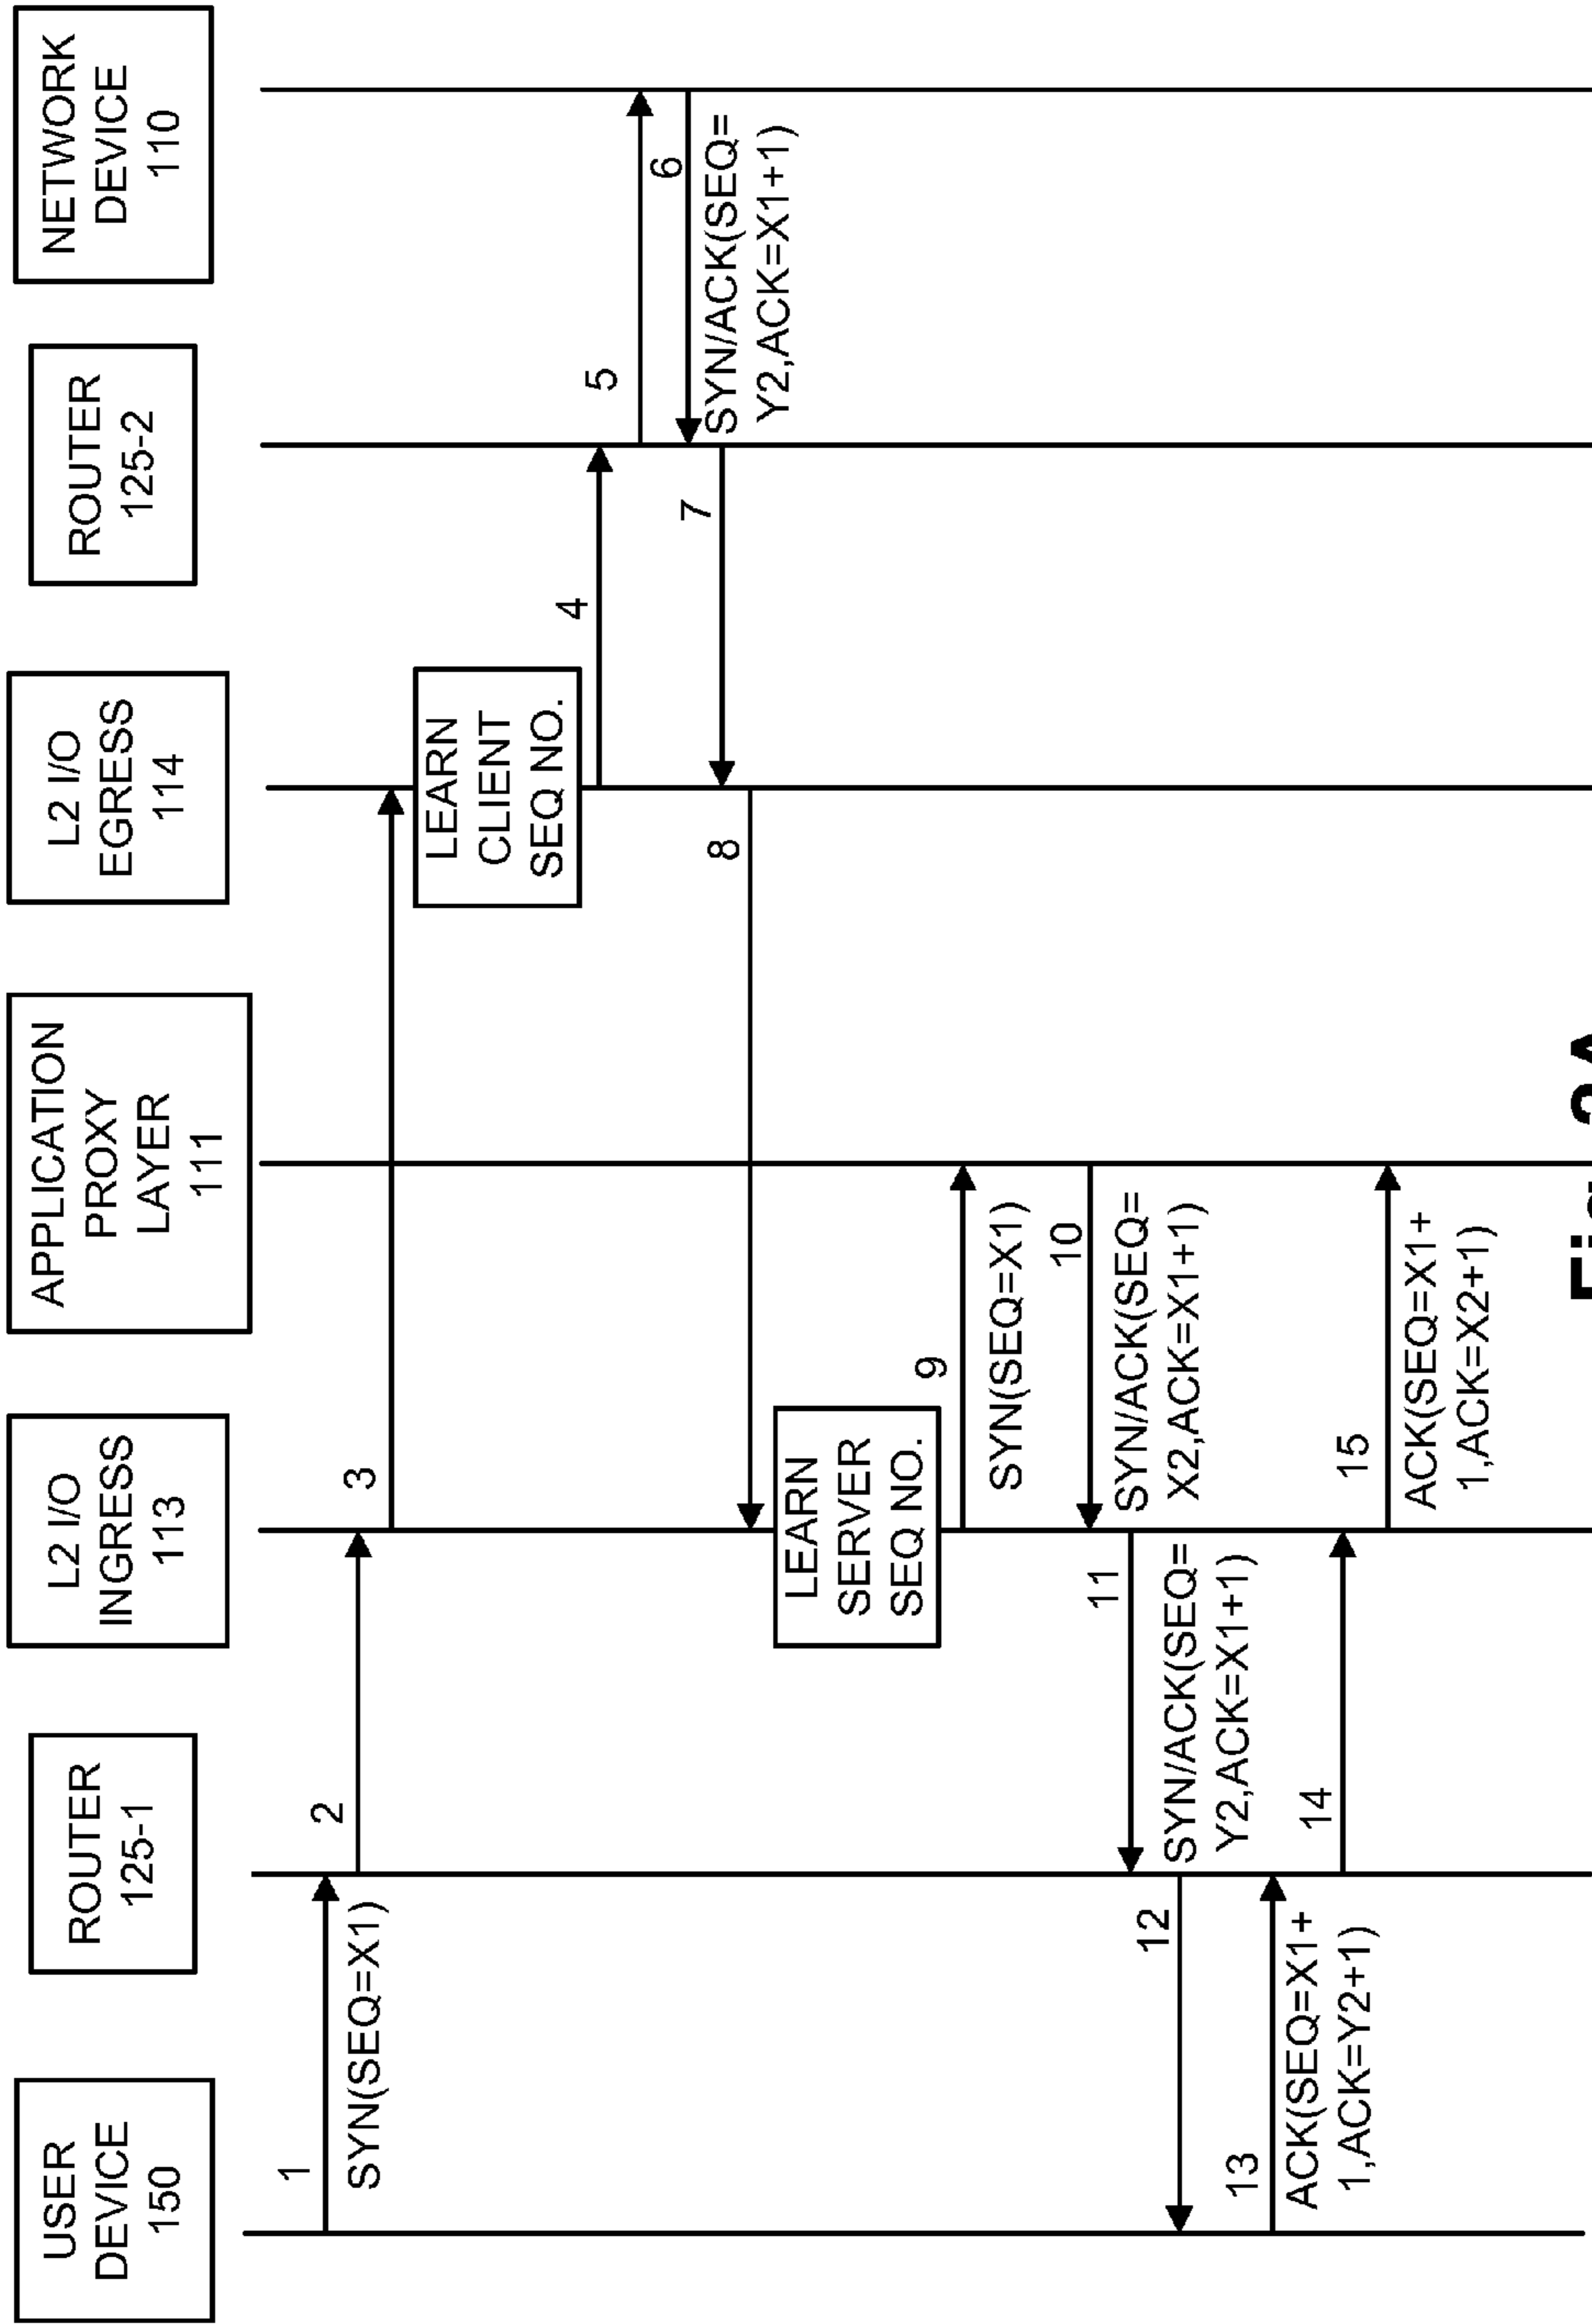 USER
DEVICE
150
ROUTER
125-1
L2 I/O
INGRESS
113
APPLICATION
PROXY
LAYER
111
L2 I/O
EGRESS
114
ROUTER
125-2
NETWORK
DEVICE
110
1
SYN(SEQ=X1)
2
3
LEARN
CLIENT
SEQ NO.
4
5
6
SYN/ACK(SEQ=
Y2,ACK=X1+1)
7
8
LEARN
SERVER
SEQ NO.
9
SYN(SEQ=X1)
10
SYN/ACK(SEQ=
X2,ACK=X1+1)
11
SYN/ACK(SEQ=
Y2,ACK=X1+1)
12
13
ACK(SEQ=X1+
1,ACK=Y2+1)
14
15
ACK(SEQ=X1+
1,ACK=X2+1)